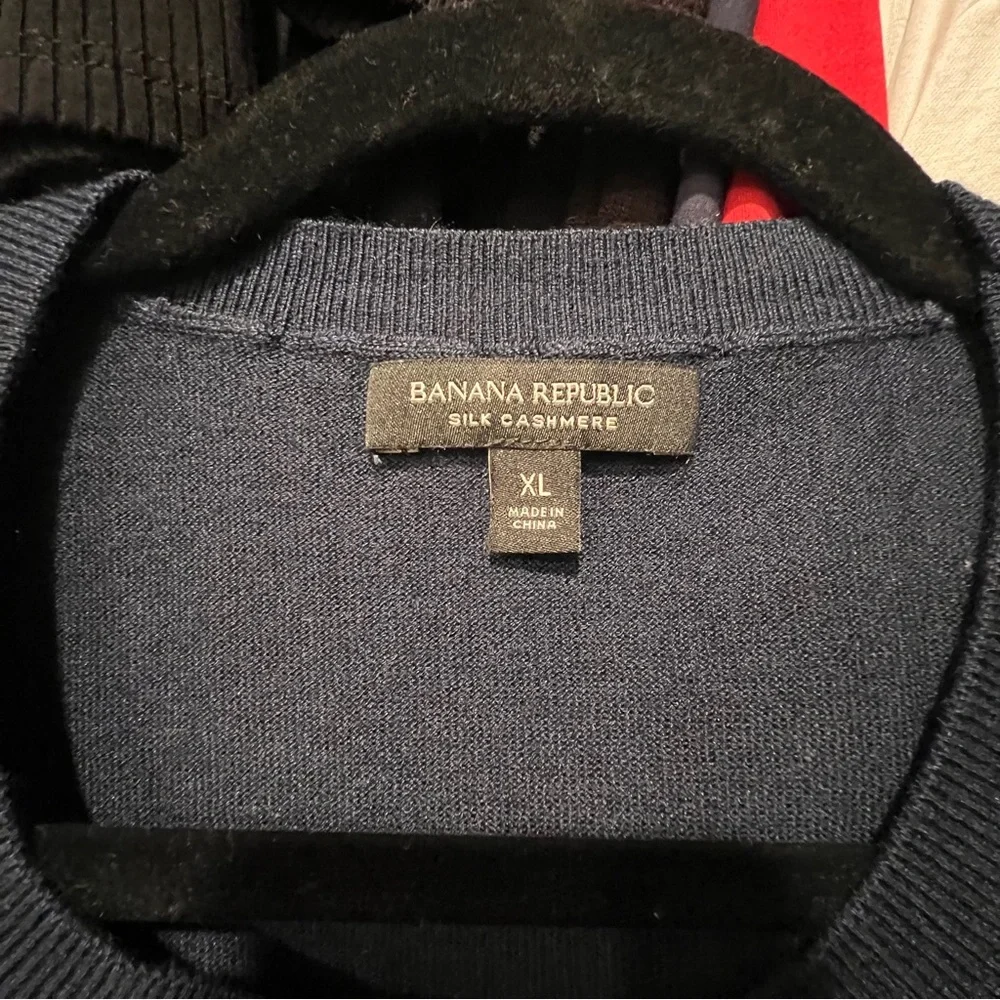 BANANA REPUBLIC
SILK CASHMERE
XL
MADE IN
CHINA